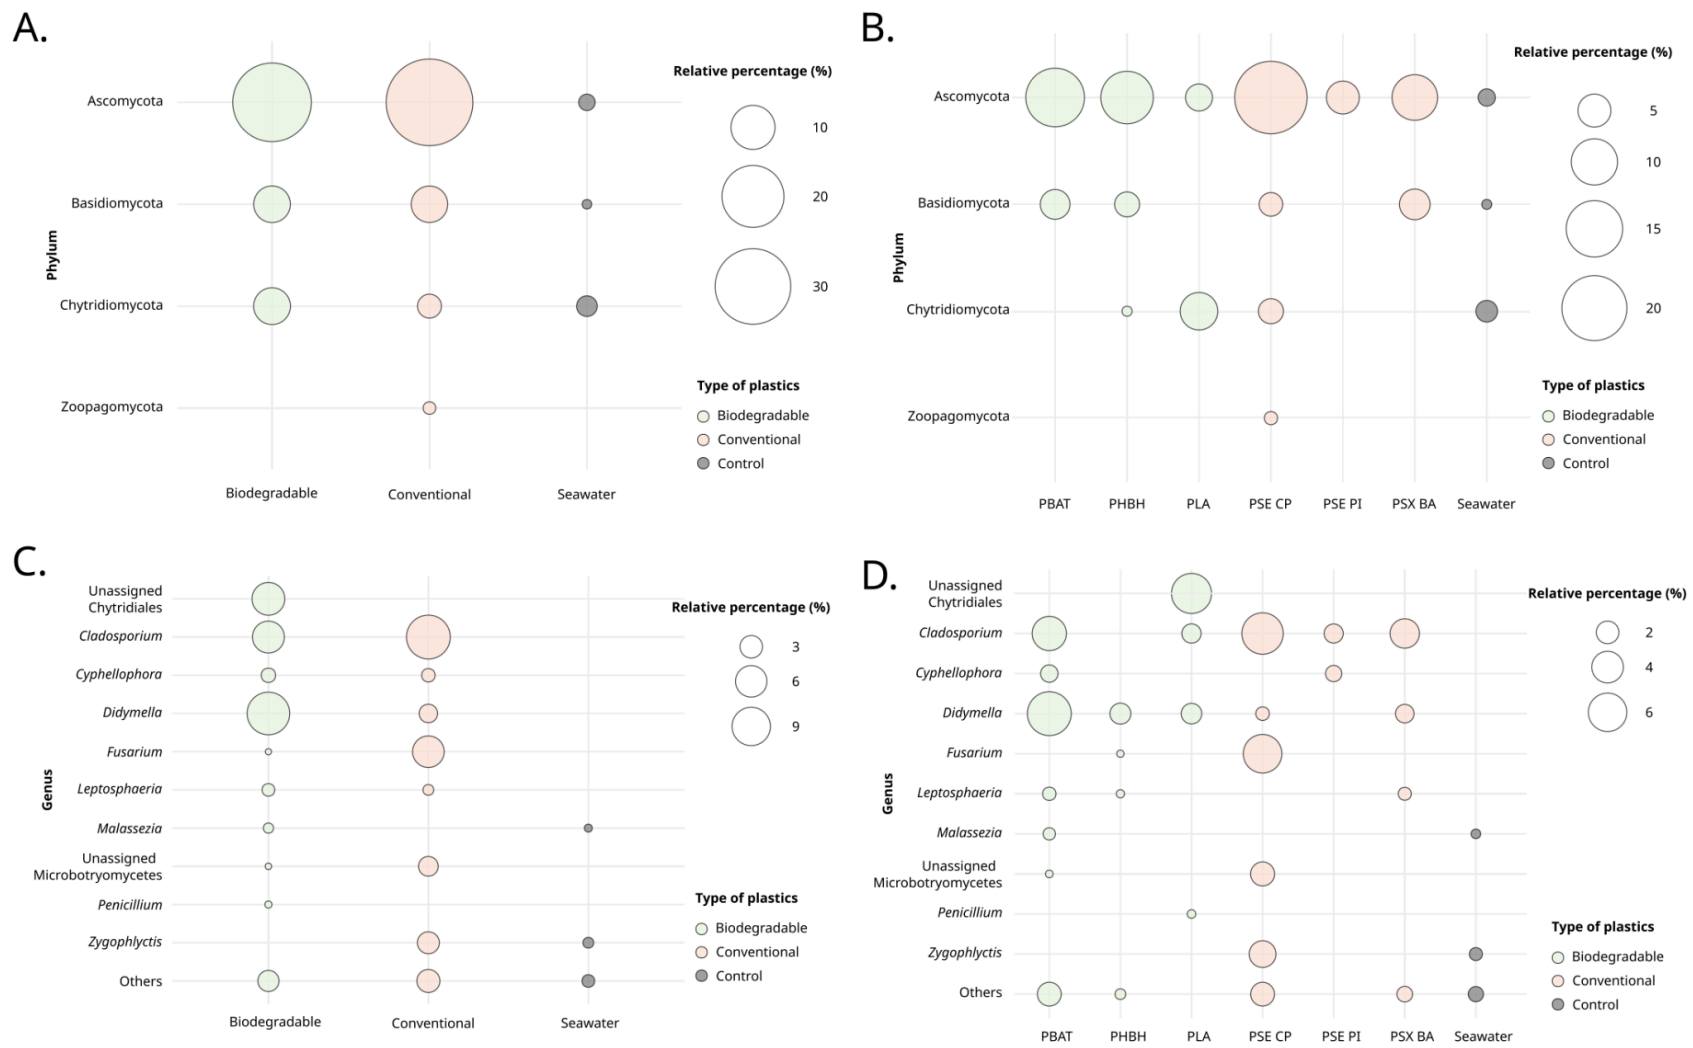 A.
Relative percentage (%)
Ascomycota
10
20
Basidiomycota
Phylum
30
Chytridiomycota
Type of plastics
Zoopagomycota
Biodegradable
Conventional
Control
Biodegradable
Conventional
Seawater
B.
Relative percentage (%)
Ascomycota
5
10
Basidiomycota
15
Phylum
Chytridiomycota
20
Type of plastics
Zoopagomycota
Biodegradable
Conventional
Control
PBAT
PHBH
PLA
PSE CP
PSE PI
PSX BA
Seawater
C.
Unassigned
Chytridiales
Relative percentage (%)
Cladosporium
3
Cyphellophora
6
Didymella
9
Fusarium
Genus
Leptosphaeria
Malassezia
Unassigned
Microbotryomycetes
Penicillium
Type of plastics
Biodegradable
Zygophlyctis
Conventional
Others
Control
Biodegradable
Conventional
Seawater
D.
Unassigned
Chytridiales
Relative percentage (%)
Cladosporium
2
Cyphellophora
4
Didymella
6
Fusarium
Genus
Leptosphaeria
Malassezia
Unassigned
Microbotryomycetes
Penicillium
Type of plastics
Zygophlyctis
Biodegradable
Conventional
Others
Control
PBAT
PHBH
PLA
PSE CP
PSE PI
PSX BA
Seawater